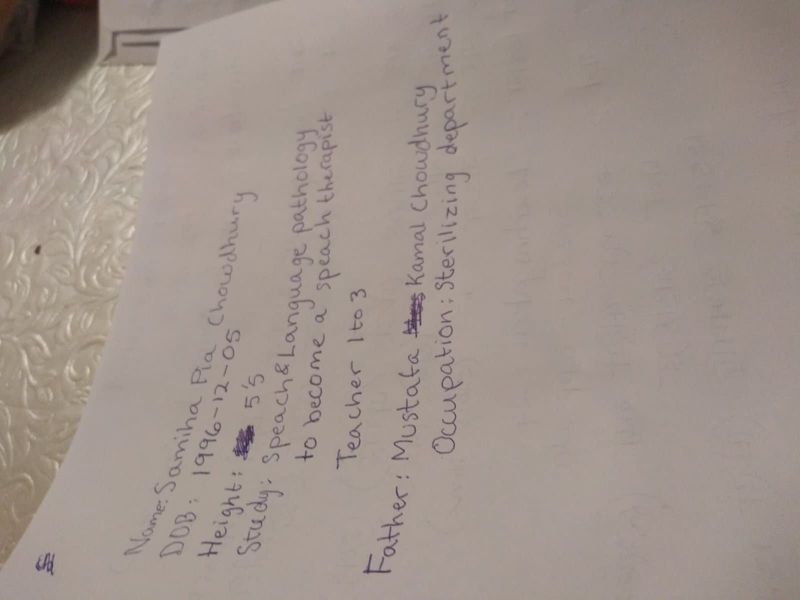 Name: Samiha Pia Chowdhury
DOB: 1996-12-05
Height: 5'5
Study: Speach & Language pathology
to become a speach therapist
Teacher 1 to 3
Father: Mustafa Kamal Chowdhury
Occupation: Sterilizing department